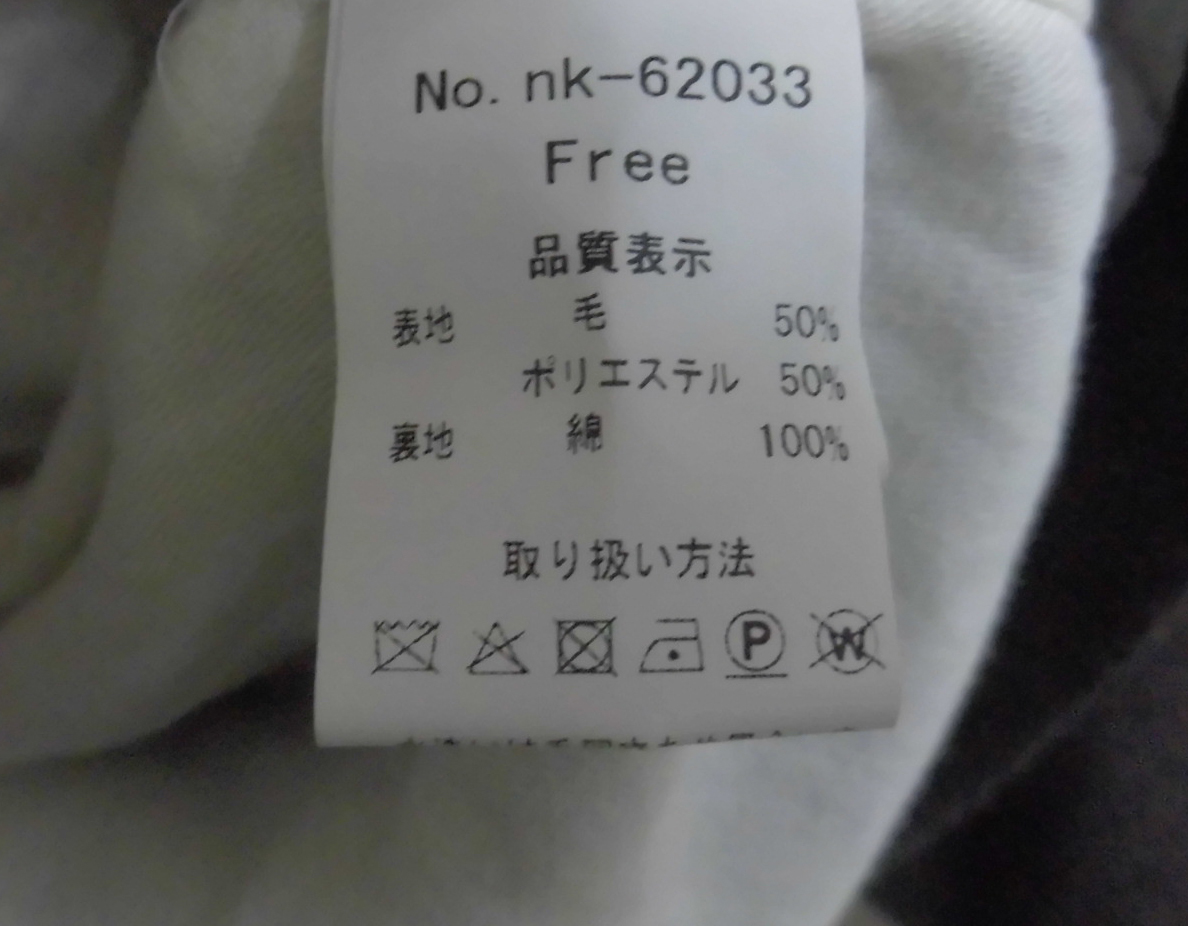 No. nk-62033
Free
品質表示
表地 毛 50%
ポリエステル 50%
裏地 綿 100%
取り扱い方法
P W